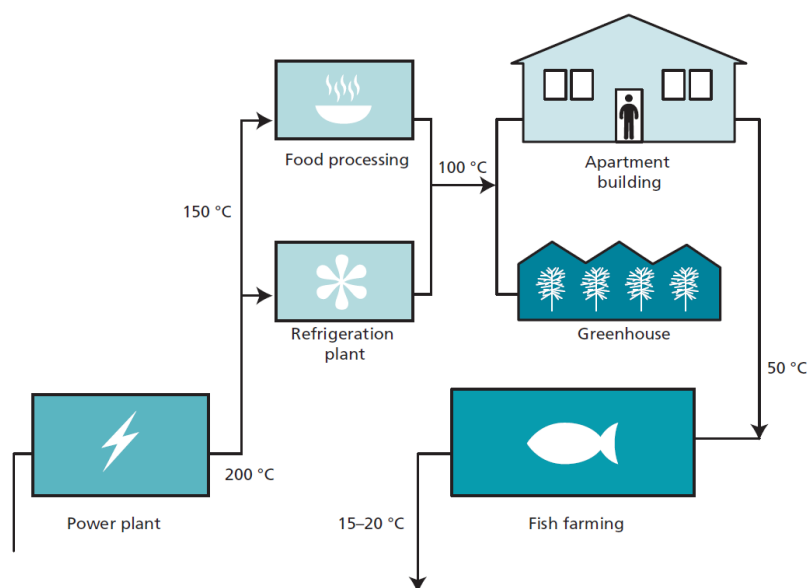 Food processing
Apartment
building
100 °C
150 °C
Refrigeration
plant
Greenhouse
50 °C
200 °C
Power plant
15–20 °C
Fish farming